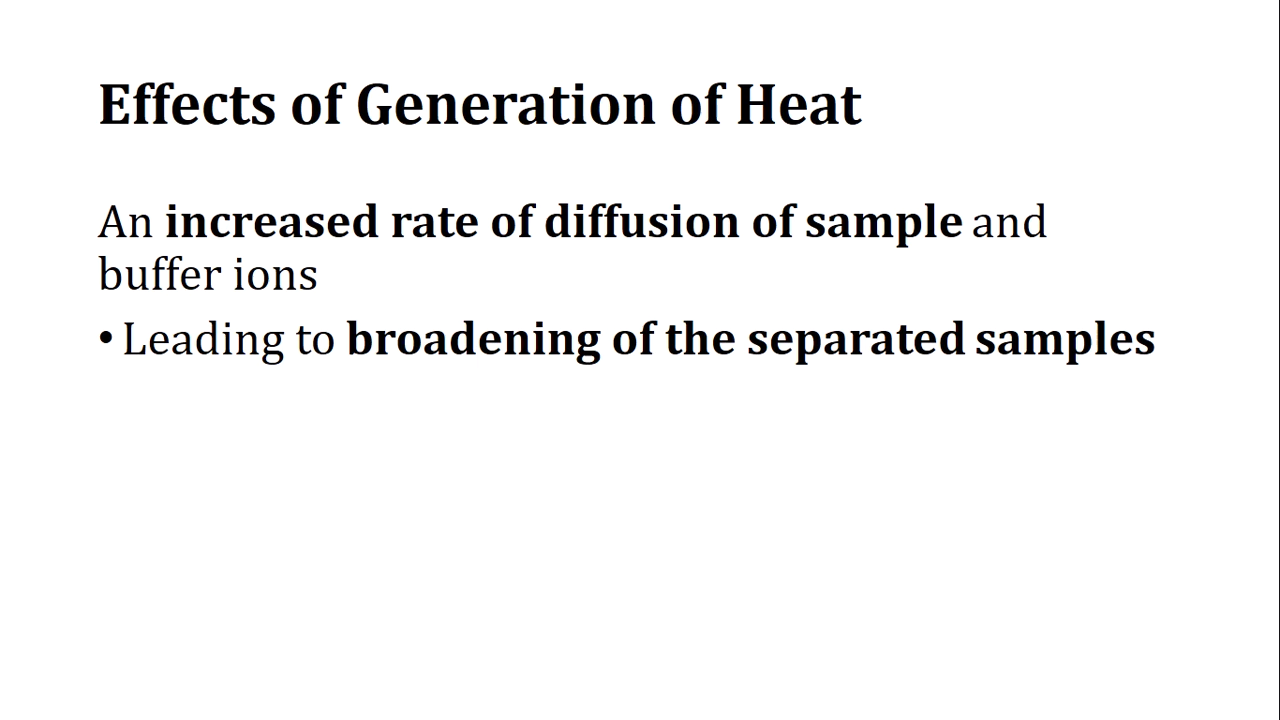 Effects of Generation of Heat
An increased rate of diffusion of sample and
buffer ions
• Leading to broadening of the separated samples